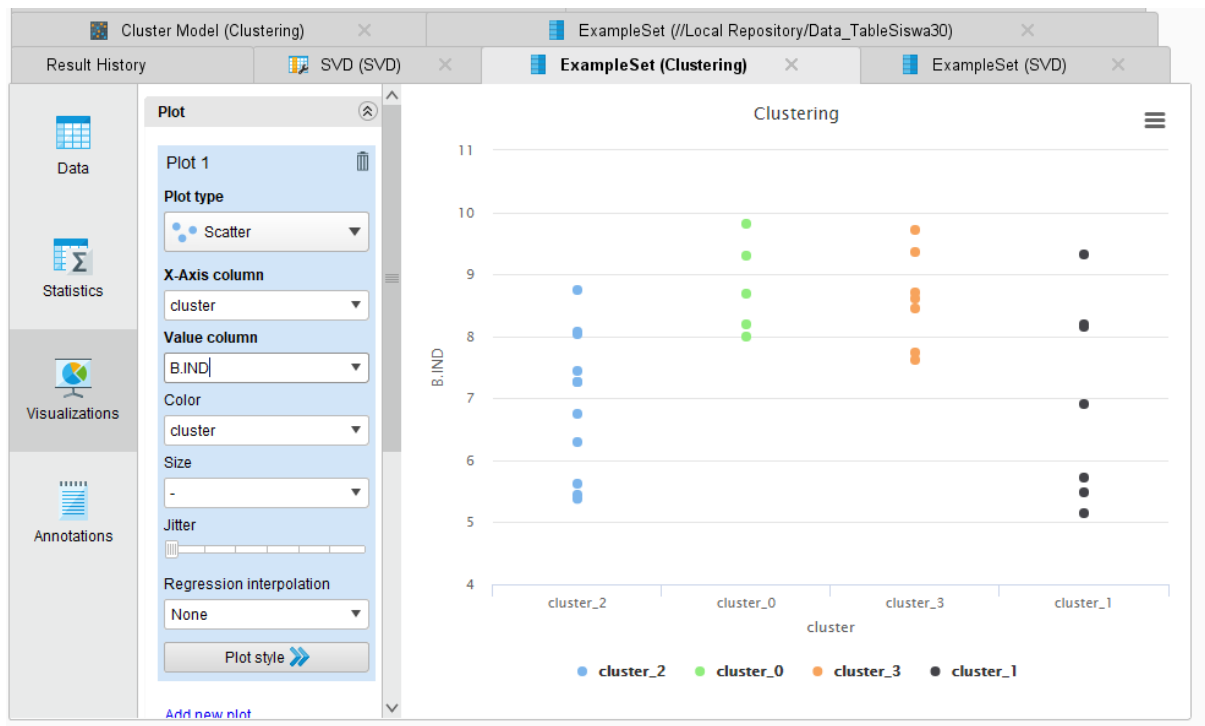 Cluster Model (Clustering)
ExampleSet (//Local Repository/Data_TableSiswa30)
Result History
SVD (SVD)
ExampleSet (Clustering)
ExampleSet (SVD)
Data
Statistics
Visualizations
Annotations
Plot
Plot 1
Plot type
Scatter
X-Axis column
cluster
Value column
B.IND
Color
cluster
Size
-
Jitter
Regression interpolation
None
Plot style
Add new plot
Clustering
B.IND
11
10
9
8
7
6
5
4
cluster_2 cluster_0 cluster_3 cluster_1
cluster
cluster_2 cluster_0 cluster_3 cluster_1